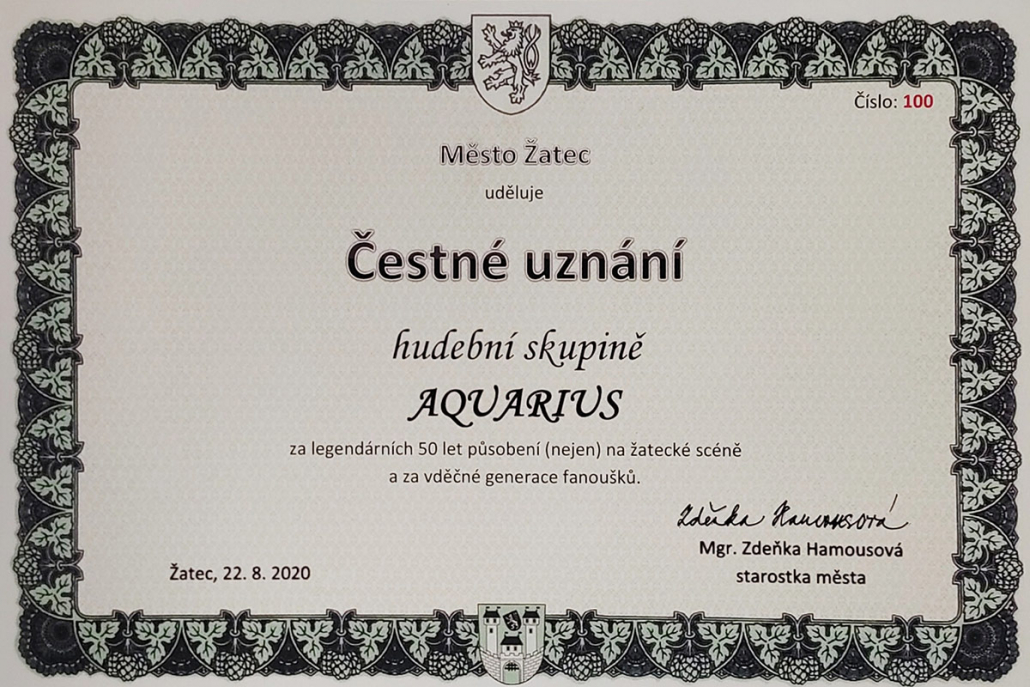 Číslo: 100
Město Žatec
uděluje
Čestné uznání
hudební skupině
AQUARIUS
za legendárních 50 let působení (nejen) na žatecké scéně
a za vděčné generace fanoušků.
Zdeňka Hamousová
Mgr. Zdeňka Hamousová
Žatec, 22. 8. 2020
starostka města